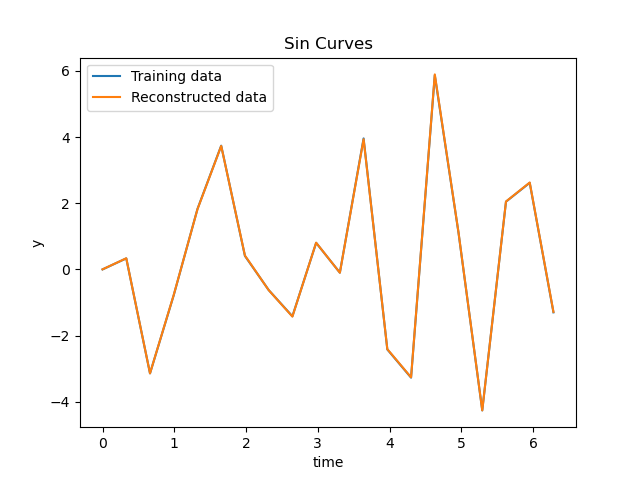 Sin Curves
Training data
Reconstructed data
6
4
2
0
−2
−4
y
0 1 2 3 4 5 6
time